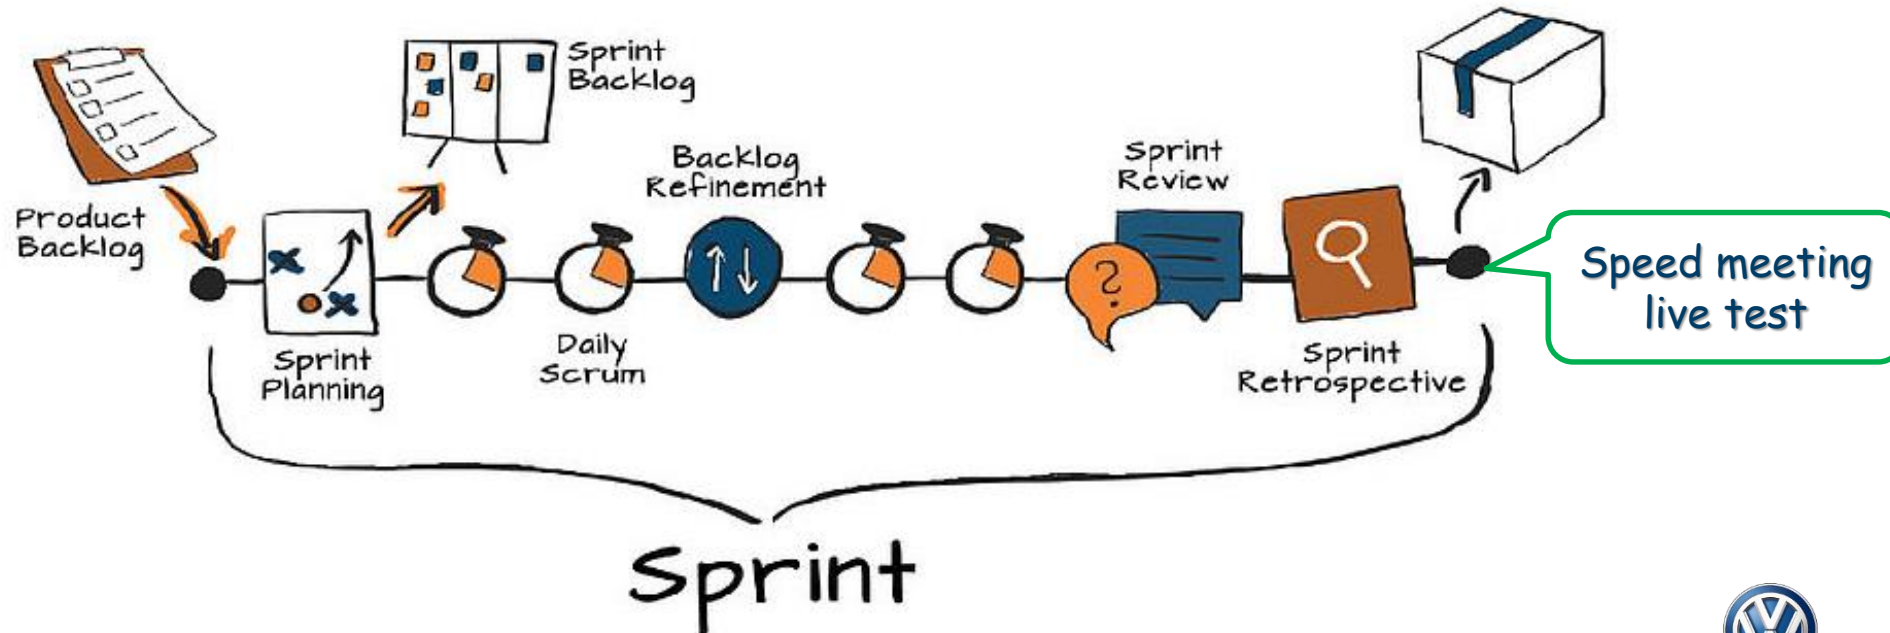 Sprint
Backlog
Product
Backlog
Backlog
Refinement
Sprint
Review
Sprint
Planning
Daily
Scrum
Sprint
Retrospective
Speed meeting
live test
Sprint
VW